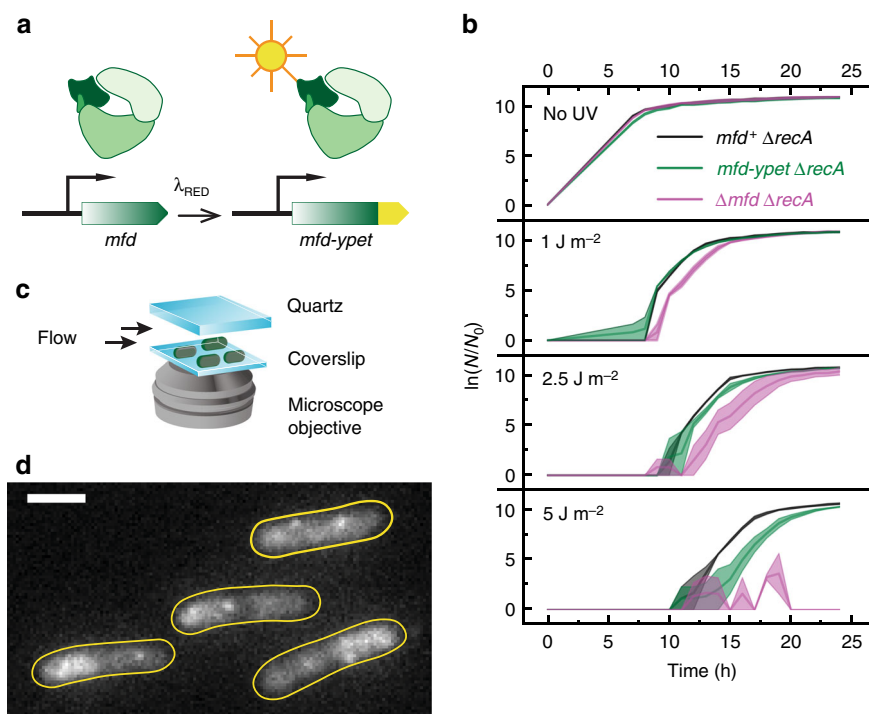 a
mfd
λRED
mfd-ypet
b
0 5 10 15 20 25
No UV
mfd⁺ ΔrecA
mfd-ypet ΔrecA
Δmfd ΔrecA
10
5
0
1 J m⁻²
10
5
0
2.5 J m⁻²
10
5
0
5 J m⁻²
10
5
0
ln(N/N₀)
0 5 10 15 20 25
Time (h)
c
Flow
Quartz
Coverslip
Microscope
objective
d